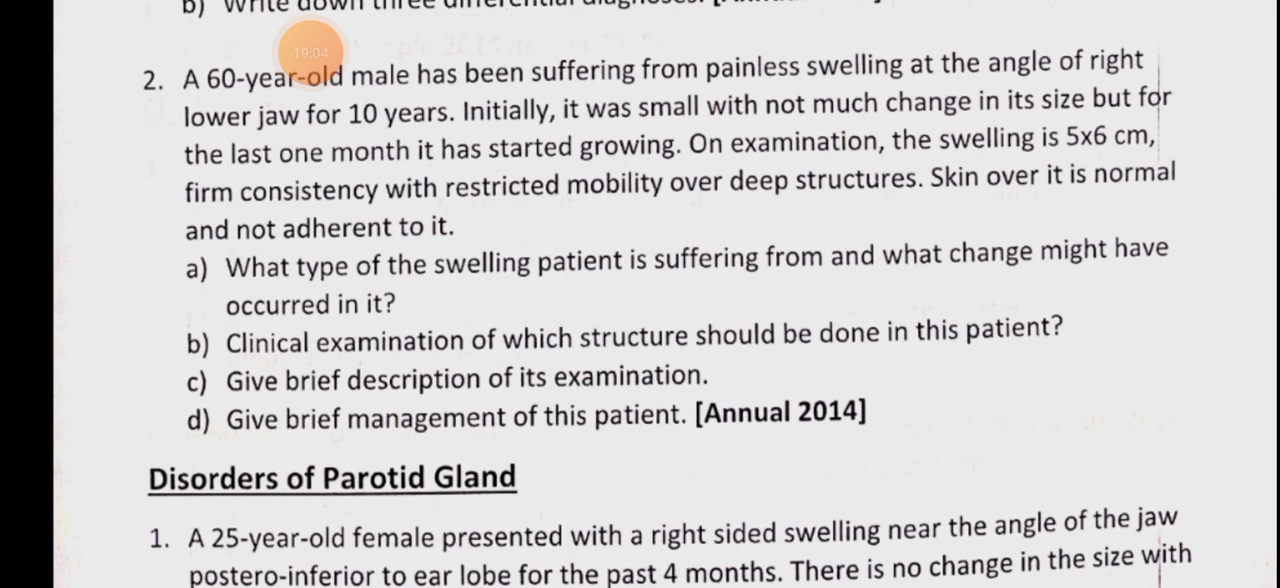 b) Write down three differential diagnoses.
19:04
2. A 60-year-old male has been suffering from painless swelling at the angle of right
lower jaw for 10 years. Initially, it was small with not much change in its size but for
the last one month it has started growing. On examination, the swelling is 5x6 cm,
firm consistency with restricted mobility over deep structures. Skin over it is normal
and not adherent to it.
a) What type of the swelling patient is suffering from and what change might have
occurred in it?
b) Clinical examination of which structure should be done in this patient?
c) Give brief description of its examination.
d) Give brief management of this patient. [Annual 2014]
Disorders of Parotid Gland
1. A 25-year-old female presented with a right sided swelling near the angle of the jaw
postero-inferior to ear lobe for the past 4 months. There is no change in the size with